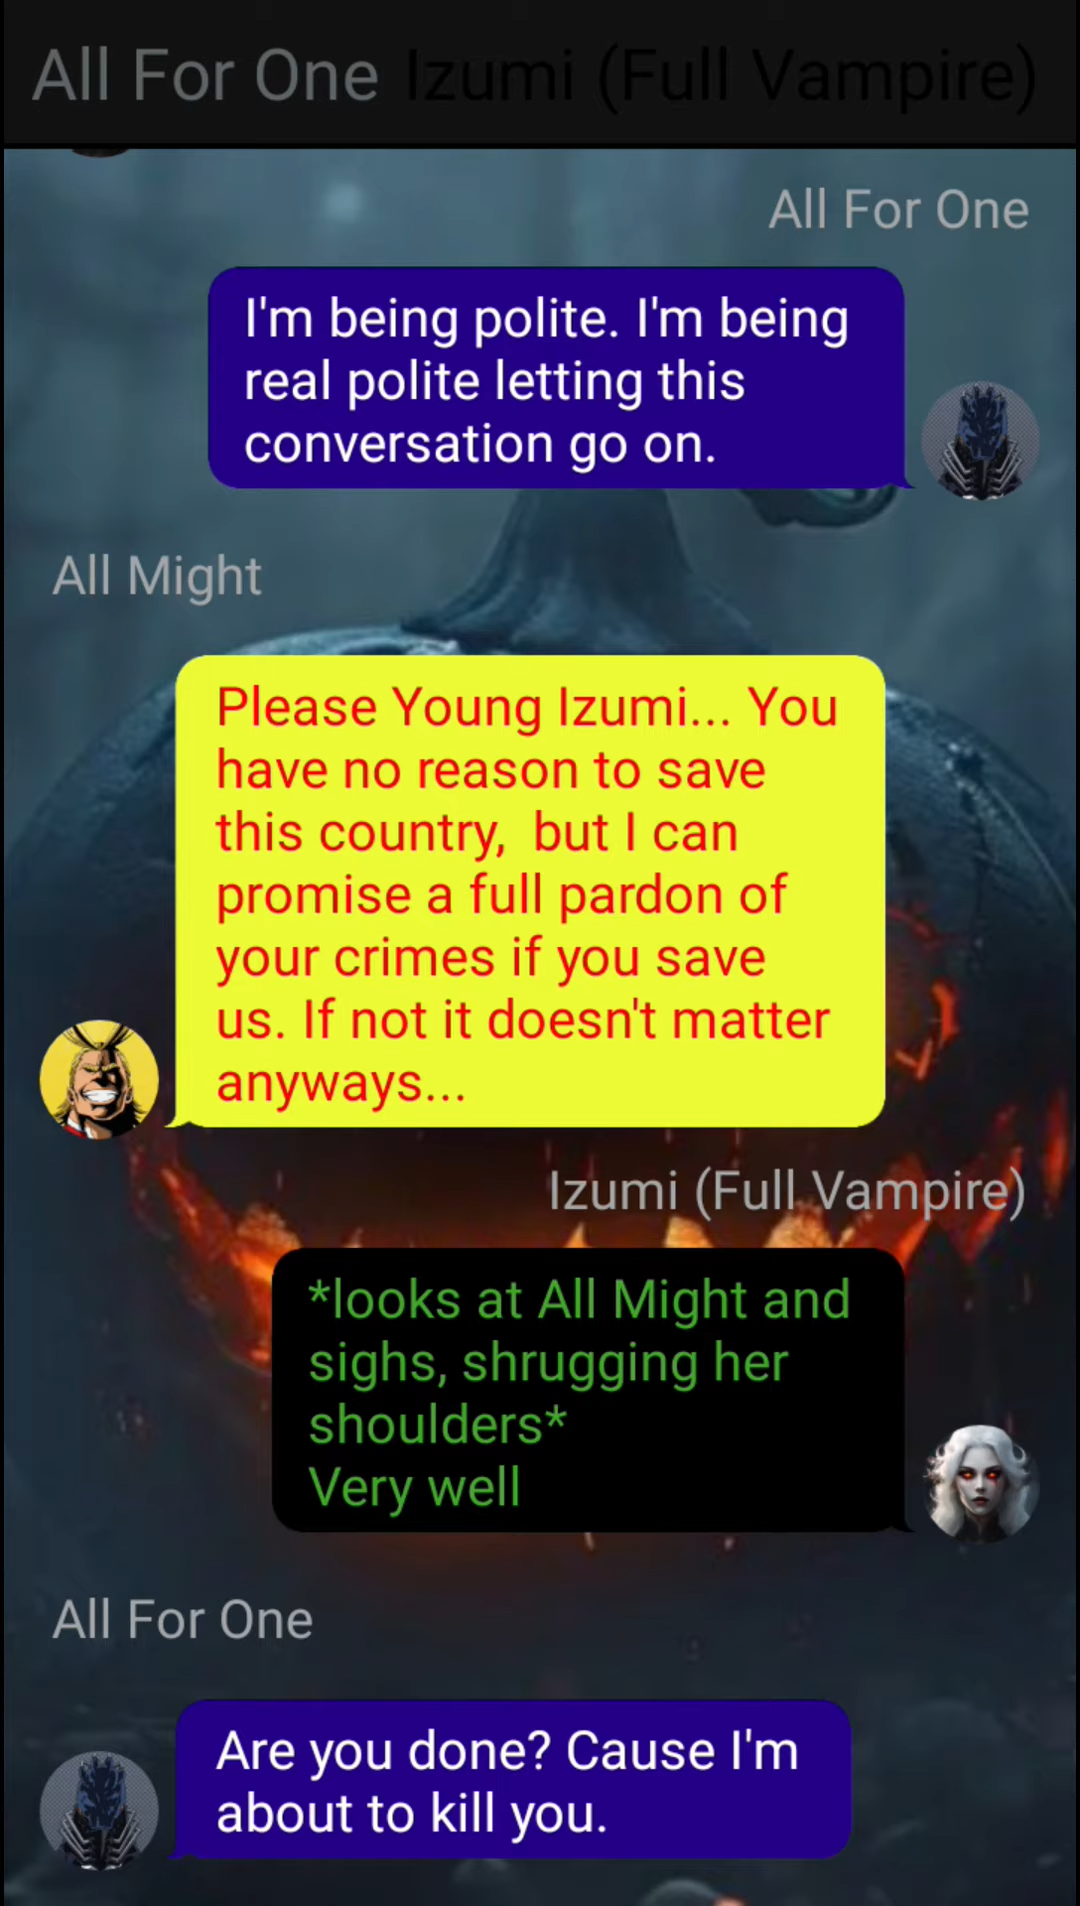 All For One Izumi (Full Vampire)
All For One
I'm being polite. I'm being
real polite letting this
conversation go on.
All Might
Please Young Izumi... You
have no reason to save
this country,  but I can
promise a full pardon of
your crimes if you save
us. If not it doesn't matter
anyways...
Izumi (Full Vampire)
*looks at All Might and
sighs, shrugging her
shoulders*
Very well
All For One
Are you done? Cause I'm
about to kill you.